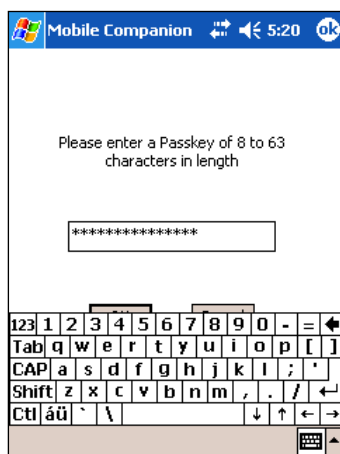 Mobile Companion 5:20 ok
Please enter a Passkey of 8 to 63
characters in length
***************
123 1 2 3 4 5 6 7 8 9 0 - =
Tab q w e r t y u i o p [ ]
CAP a s d f g h j k l ; '
Shift z x c v b n m , . /
Ctl áü ` \